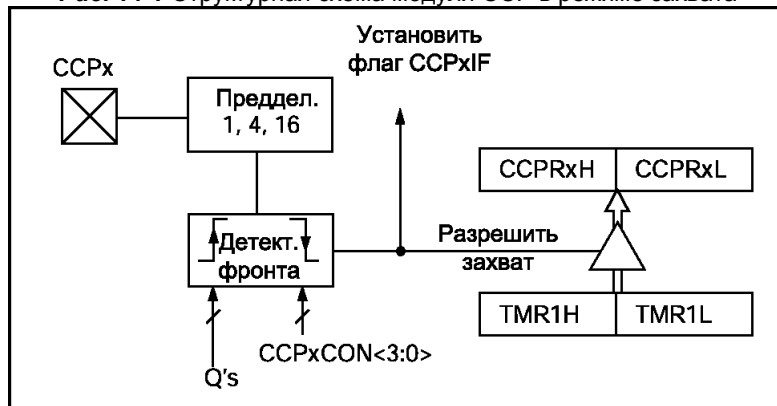 Установить
флаг CCPxIF
CCPx
Преддел.
1, 4, 16
CCPRxH CCPRxL
Детект.
фронта
Разрешить
захват
TMR1H TMR1L
CCPxCON<3:0>
Q's